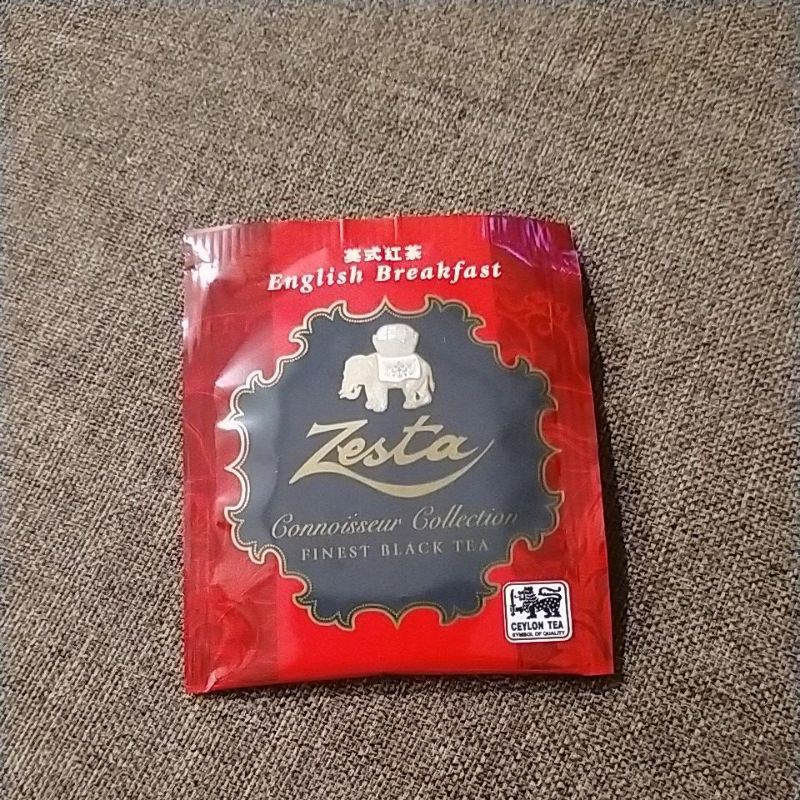 英式紅茶
English Breakfast
Zesta
Connoisseur Collection
FINEST BLACK TEA
CEYLON TEA
SYMBOL OF QUALITY